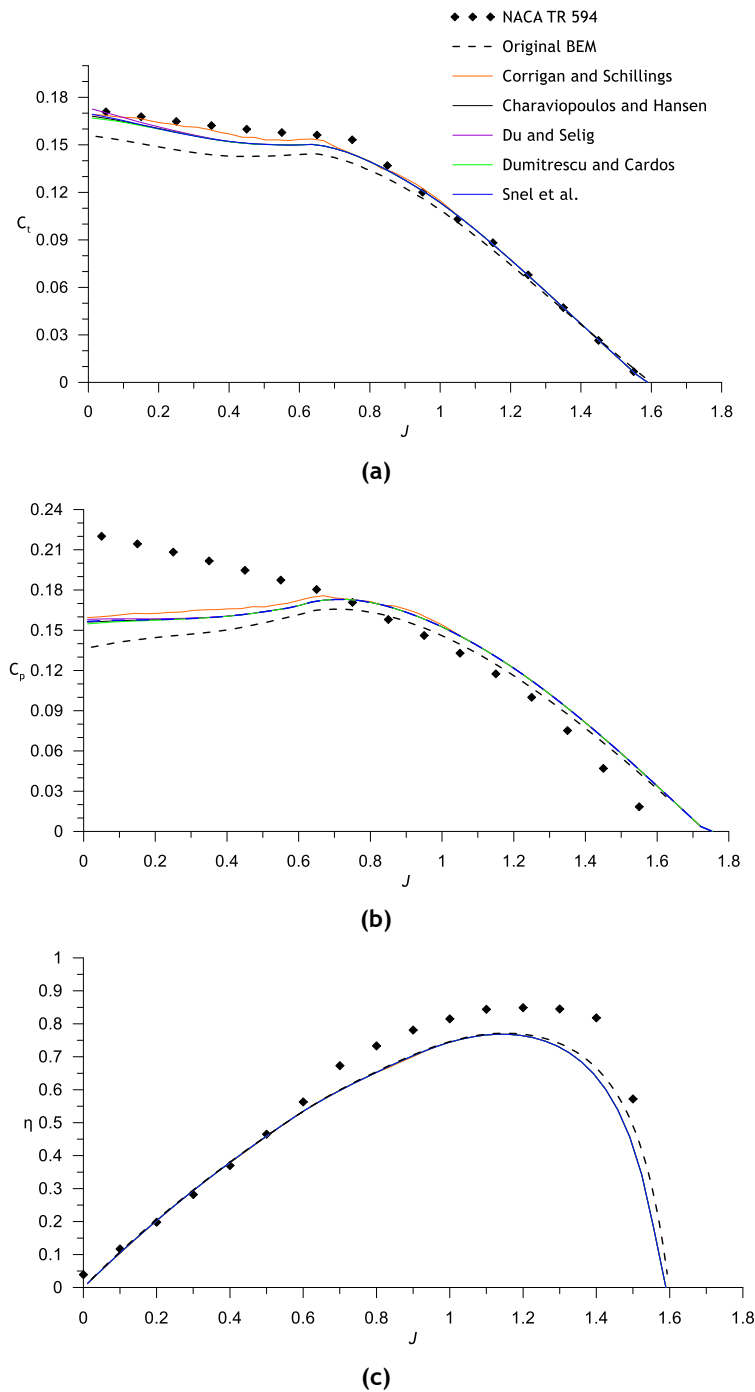 NACA TR 594
Original BEM
Corrigan and Schillings
Charaviopoulos and Hansen
Du and Selig
Dumitrescu and Cardos
Snel et al.
0.18
0.15
0.12
0.09
0.06
0.03
0
Ct
0 0.2 0.4 0.6 0.8 1 1.2 1.4 1.6 1.8
J
(a)
0.24
0.21
0.18
0.15
0.12
0.09
0.06
0.03
0
Cp
0 0.2 0.4 0.6 0.8 1 1.2 1.4 1.6 1.8
J
(b)
1
0.9
0.8
0.7
0.6
η 0.5
0.4
0.3
0.2
0.1
0
0 0.2 0.4 0.6 0.8 1 1.2 1.4 1.6 1.8
J
(c)